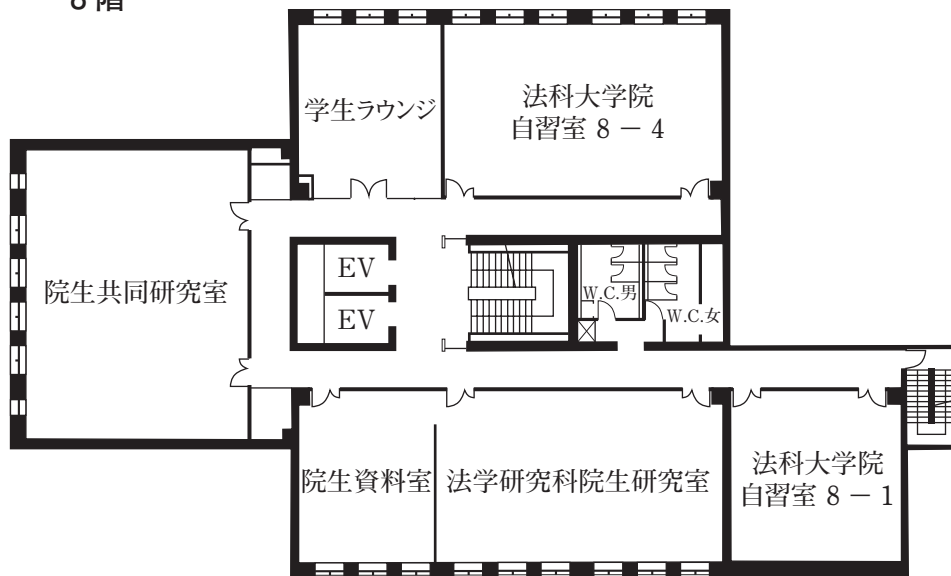 8階
学生ラウンジ
法科大学院
自習室 8 − 4
院生共同研究室
EV
EV
W.C.男
W.C.女
院生資料室
法学研究科院生研究室
法科大学院
自習室 8 − 1